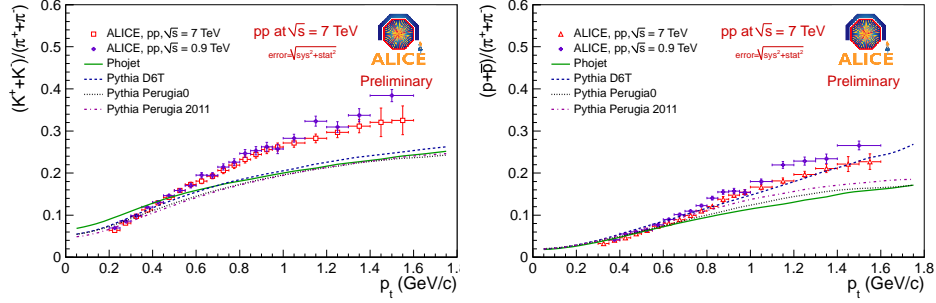 (K⁺+K⁻)/(π⁺+π⁻)
0.6
0.5
0.4
0.3
0.2
0.1
0
ALICE, pp,√s = 7 TeV
ALICE, pp,√s = 0.9 TeV
Phojet
Pythia D6T
Pythia Perugia0
Pythia Perugia 2011
pp at √s = 7 TeV
error=√sys²+stat²
ALICE
Preliminary
0 0.2 0.4 0.6 0.8 1 1.2 1.4 1.6 1.8
p_t (GeV/c)
(p+p̄)/(π⁺+π⁻)
0.6
0.5
0.4
0.3
0.2
0.1
0
ALICE, pp,√s = 7 TeV
ALICE, pp,√s = 0.9 TeV
Phojet
Pythia D6T
Pythia Perugia0
Pythia Perugia 2011
pp at √s = 7 TeV
error=√sys²+stat²
ALICE
Preliminary
0 0.2 0.4 0.6 0.8 1 1.2 1.4 1.6 1.8
p_t (GeV/c)